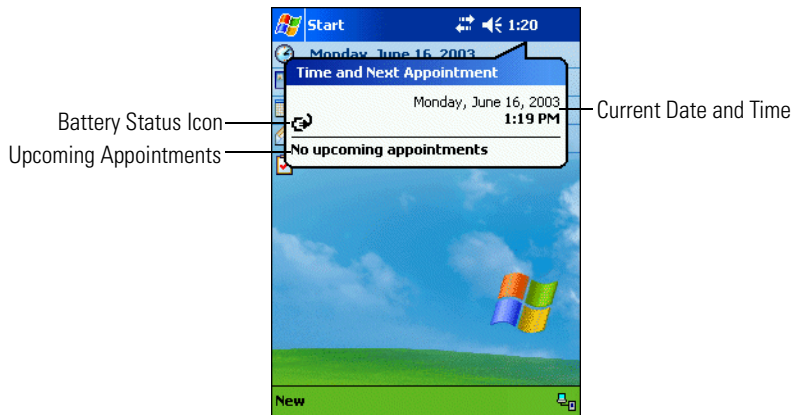 Start 1:20
Monday, June 16, 2003
Time and Next Appointment
Monday, June 16, 2003
1:19 PM
No upcoming appointments
New
Battery Status Icon
Upcoming Appointments
Current Date and Time